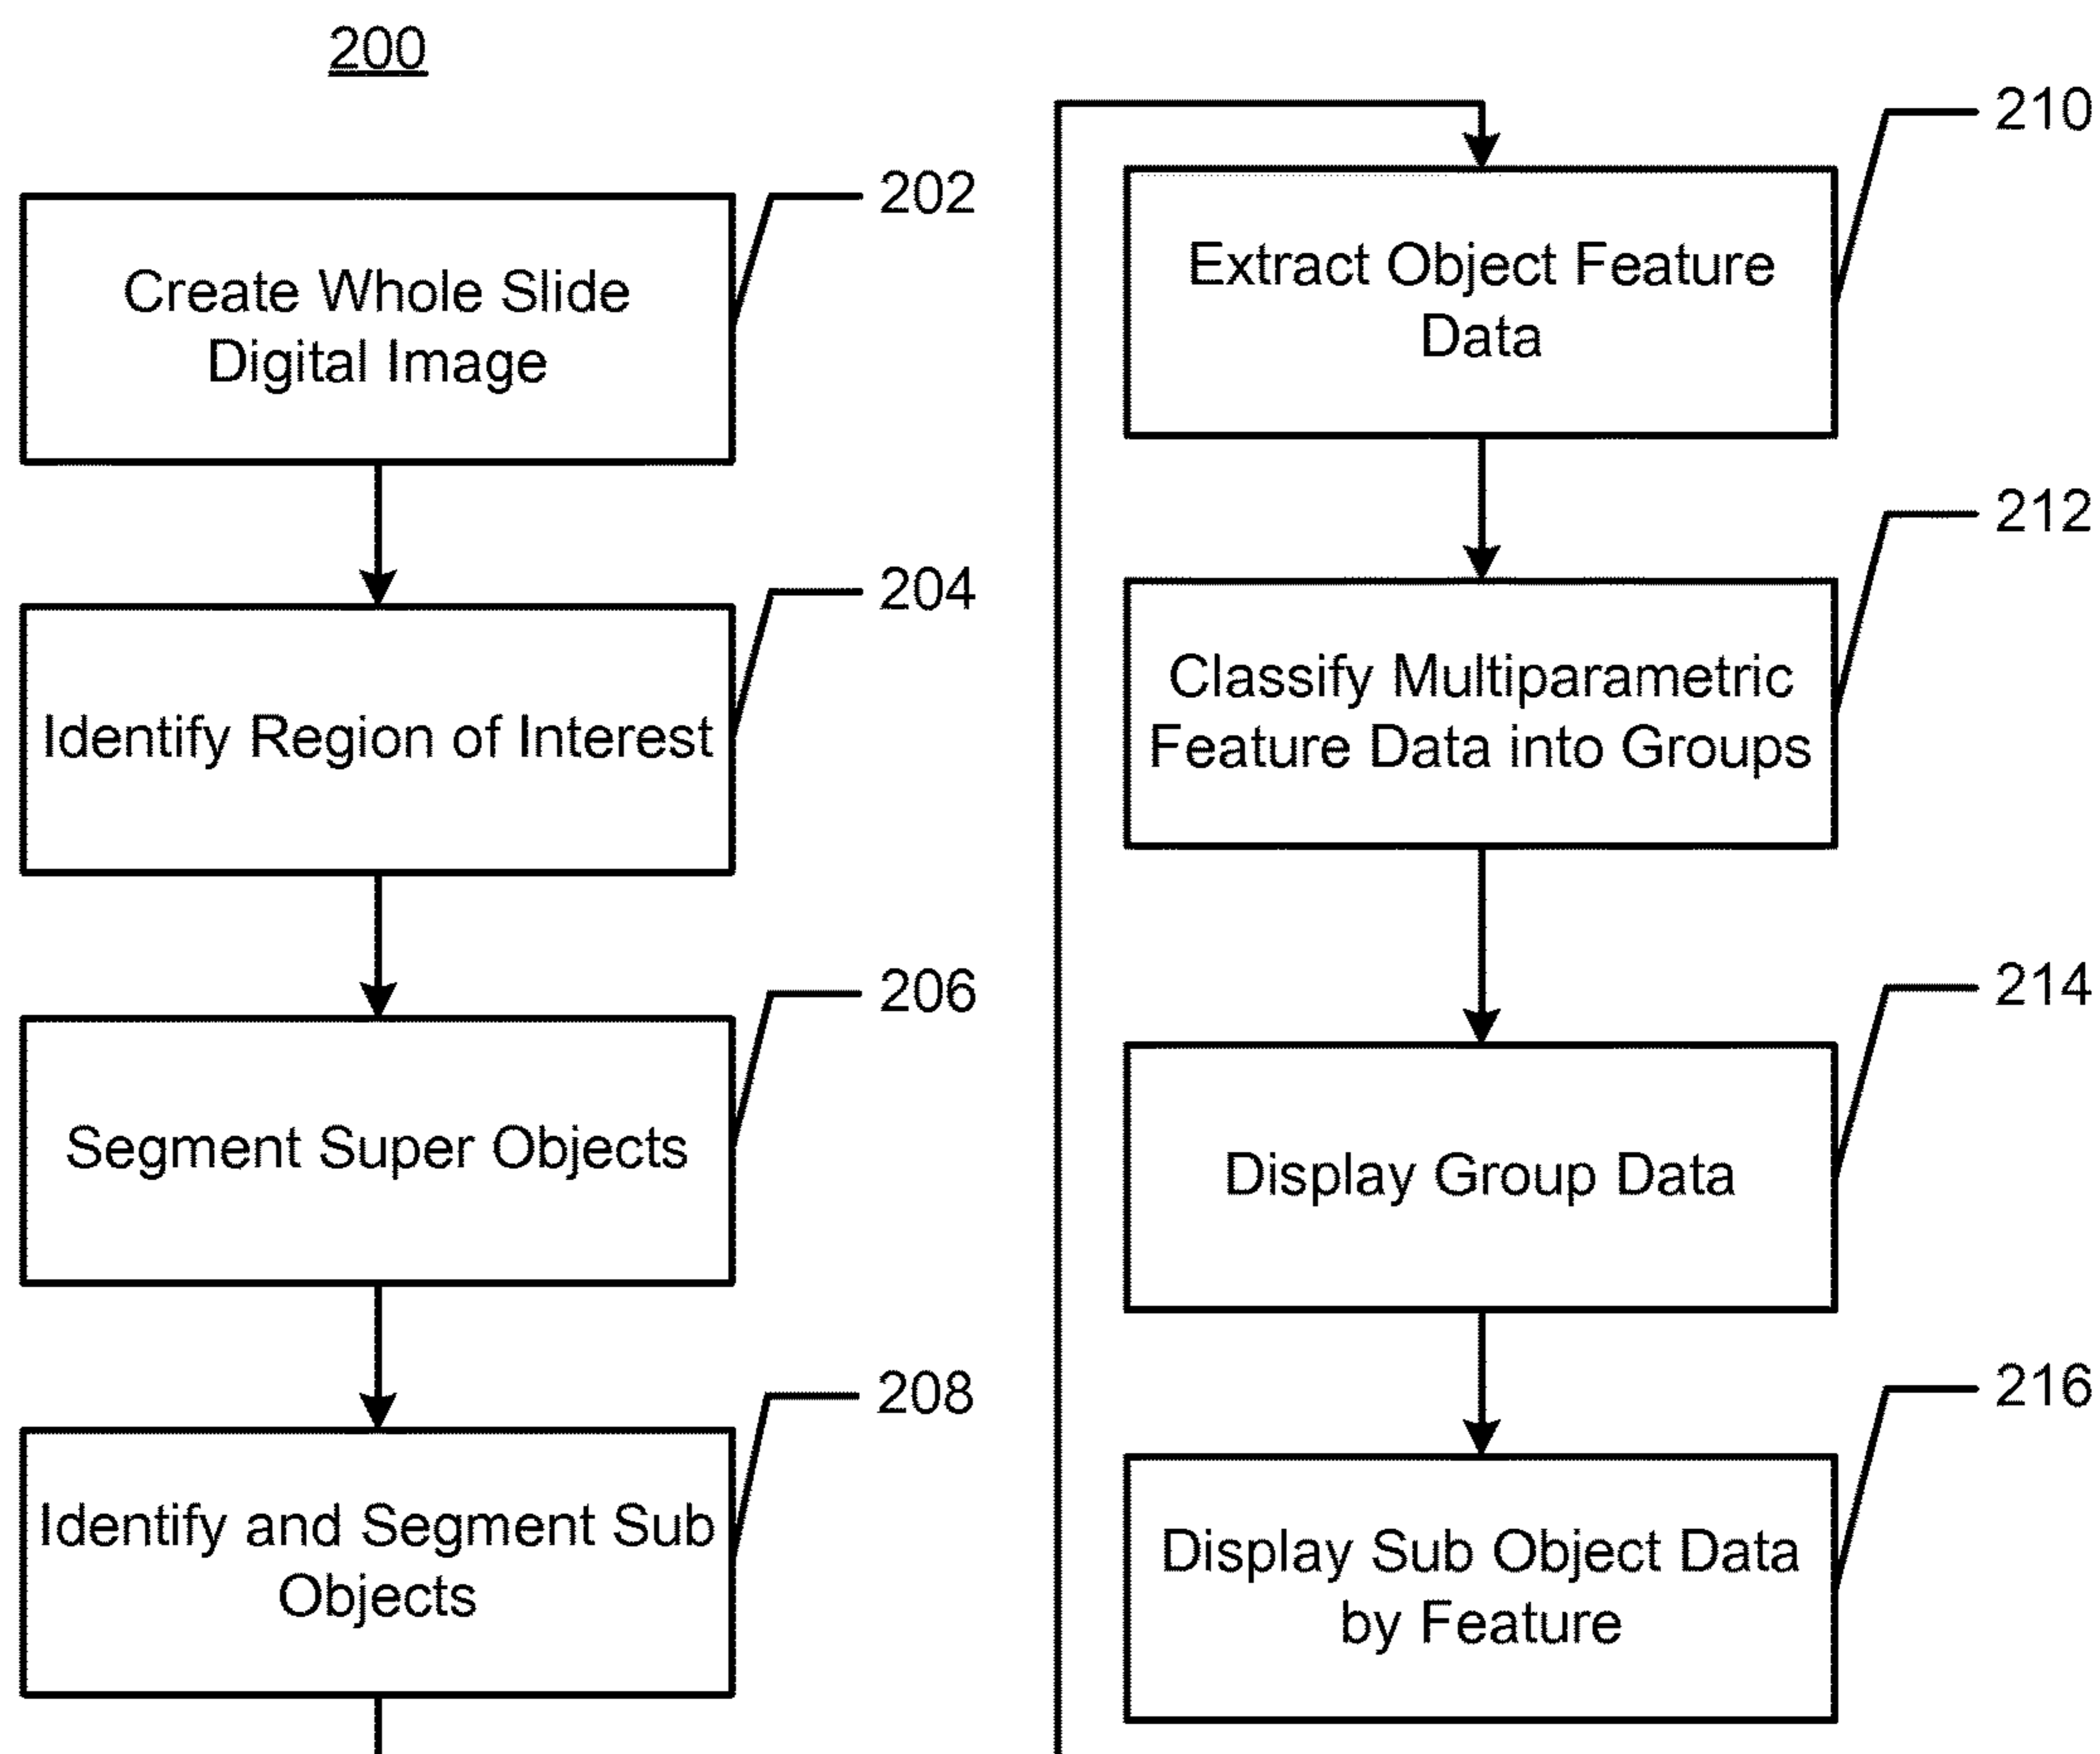 200
202
Create Whole Slide
Digital Image
204
Identify Region of Interest
206
Segment Super Objects
208
Identify and Segment Sub
Objects
210
Extract Object Feature
Data
212
Classify Multiparametric
Feature Data into Groups
214
Display Group Data
216
Display Sub Object Data
by Feature